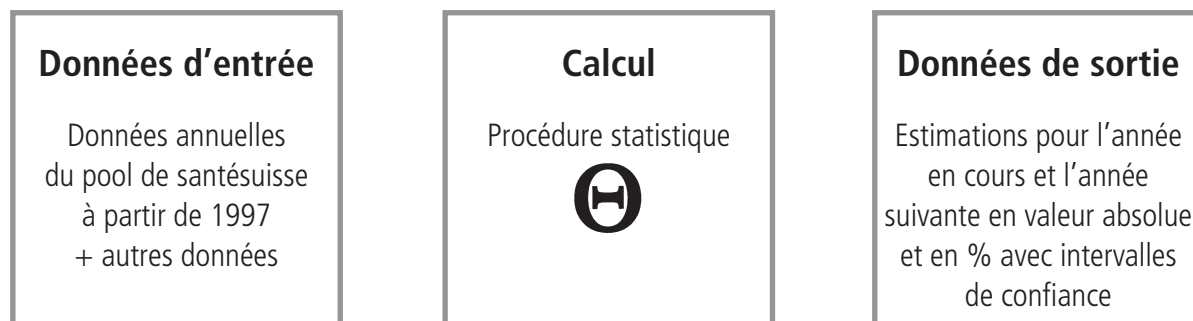 Données d’entrée
Données annuelles
du pool de santésuisse
à partir de 1997
+ autres données
Calcul
Procédure statistique
Θ
Données de sortie
Estimations pour l’année
en cours et l’année
suivante en valeur absolue
et en % avec intervalles
de confiance